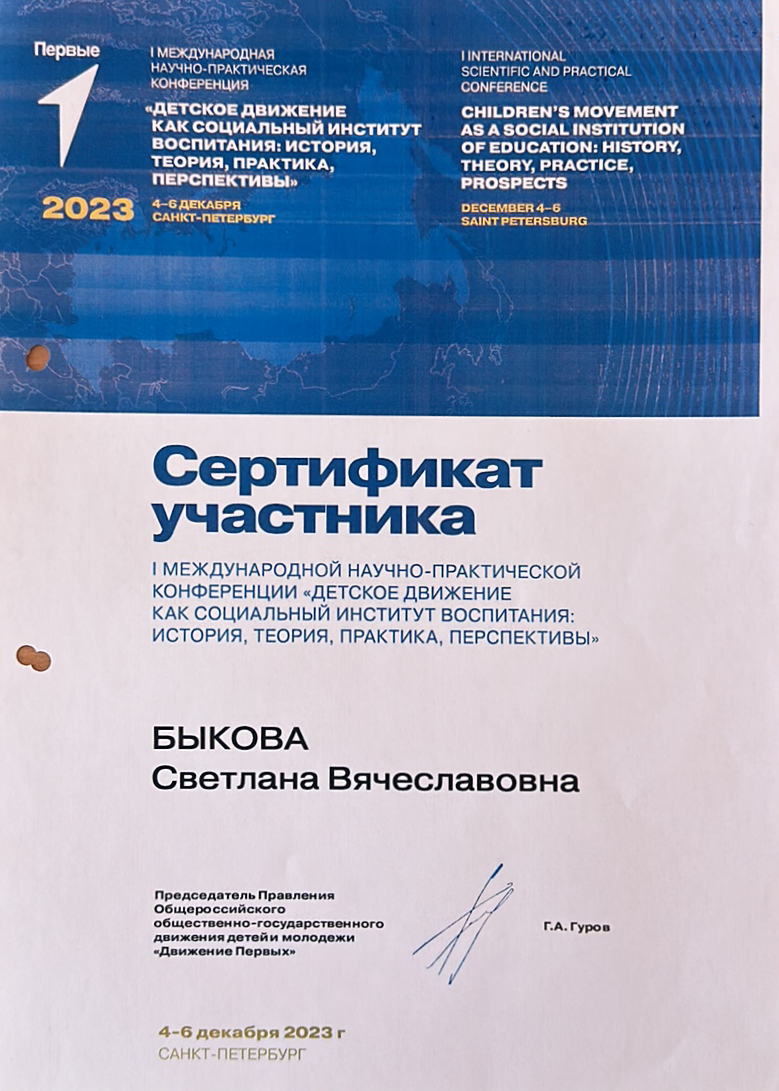 Первые
2023
I МЕЖДУНАРОДНАЯ
НАУЧНО-ПРАКТИЧЕСКАЯ
КОНФЕРЕНЦИЯ
«ДЕТСКОЕ ДВИЖЕНИЕ
КАК СОЦИАЛЬНЫЙ ИНСТИТУТ
ВОСПИТАНИЯ: ИСТОРИЯ,
ТЕОРИЯ, ПРАКТИКА,
ПЕРСПЕКТИВЫ»
4–6 ДЕКАБРЯ
САНКТ-ПЕТЕРБУРГ
I INTERNATIONAL
SCIENTIFIC AND PRACTICAL
CONFERENCE
CHILDREN'S MOVEMENT
AS A SOCIAL INSTITUTION
OF EDUCATION: HISTORY,
THEORY, PRACTICE,
PROSPECTS
DECEMBER 4–6
SAINT PETERSBURG
Сертификат
участника
I МЕЖДУНАРОДНОЙ НАУЧНО-ПРАКТИЧЕСКОЙ
КОНФЕРЕНЦИИ «ДЕТСКОЕ ДВИЖЕНИЕ
КАК СОЦИАЛЬНЫЙ ИНСТИТУТ ВОСПИТАНИЯ:
ИСТОРИЯ, ТЕОРИЯ, ПРАКТИКА, ПЕРСПЕКТИВЫ»
БЫКОВА
Светлана Вячеславовна
Председатель Правления
Общероссийского
общественно-государственного
движения детей и молодежи
«Движение Первых»
Г.А. Гуров
4–6 декабря 2023 г
САНКТ-ПЕТЕРБУРГ